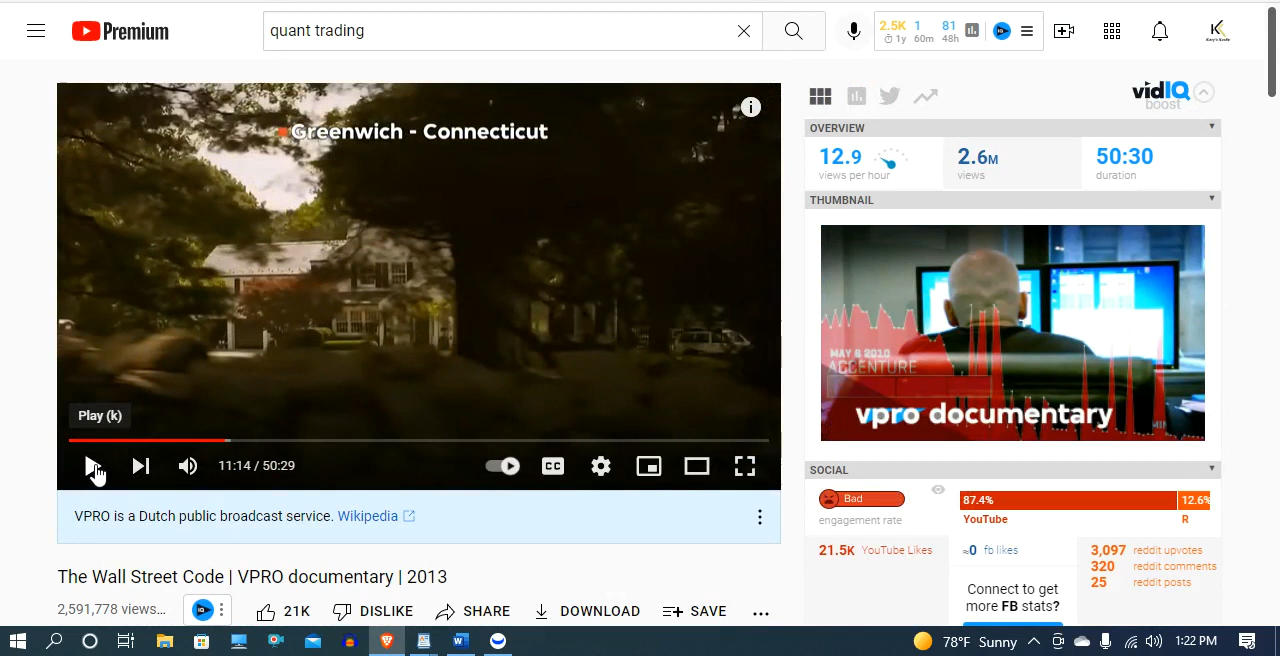 Premium
quant trading
2.5K 1 81
1y 60m 48h
Greenwich - Connecticut
Play (k)
11:14 / 50:29
CC
VPRO is a Dutch public broadcast service. Wikipedia
The Wall Street Code | VPRO documentary | 2013
2,591,778 views...
21K DISLIKE SHARE DOWNLOAD SAVE ...
vidIQ
boost
OVERVIEW
12.9 2.6M 50:30
views per hour views duration
THUMBNAIL
MAY 6 2010
ACCENTURE
vpro documentary
SOCIAL
Bad 87.4% 12.6%
engagement rate YouTube R
21.5K YouTube Likes ≈0 fb likes 3,097 reddit upvotes
320 reddit comments
25 reddit posts
Connect to get
more FB stats?
78°F Sunny 1:22 PM